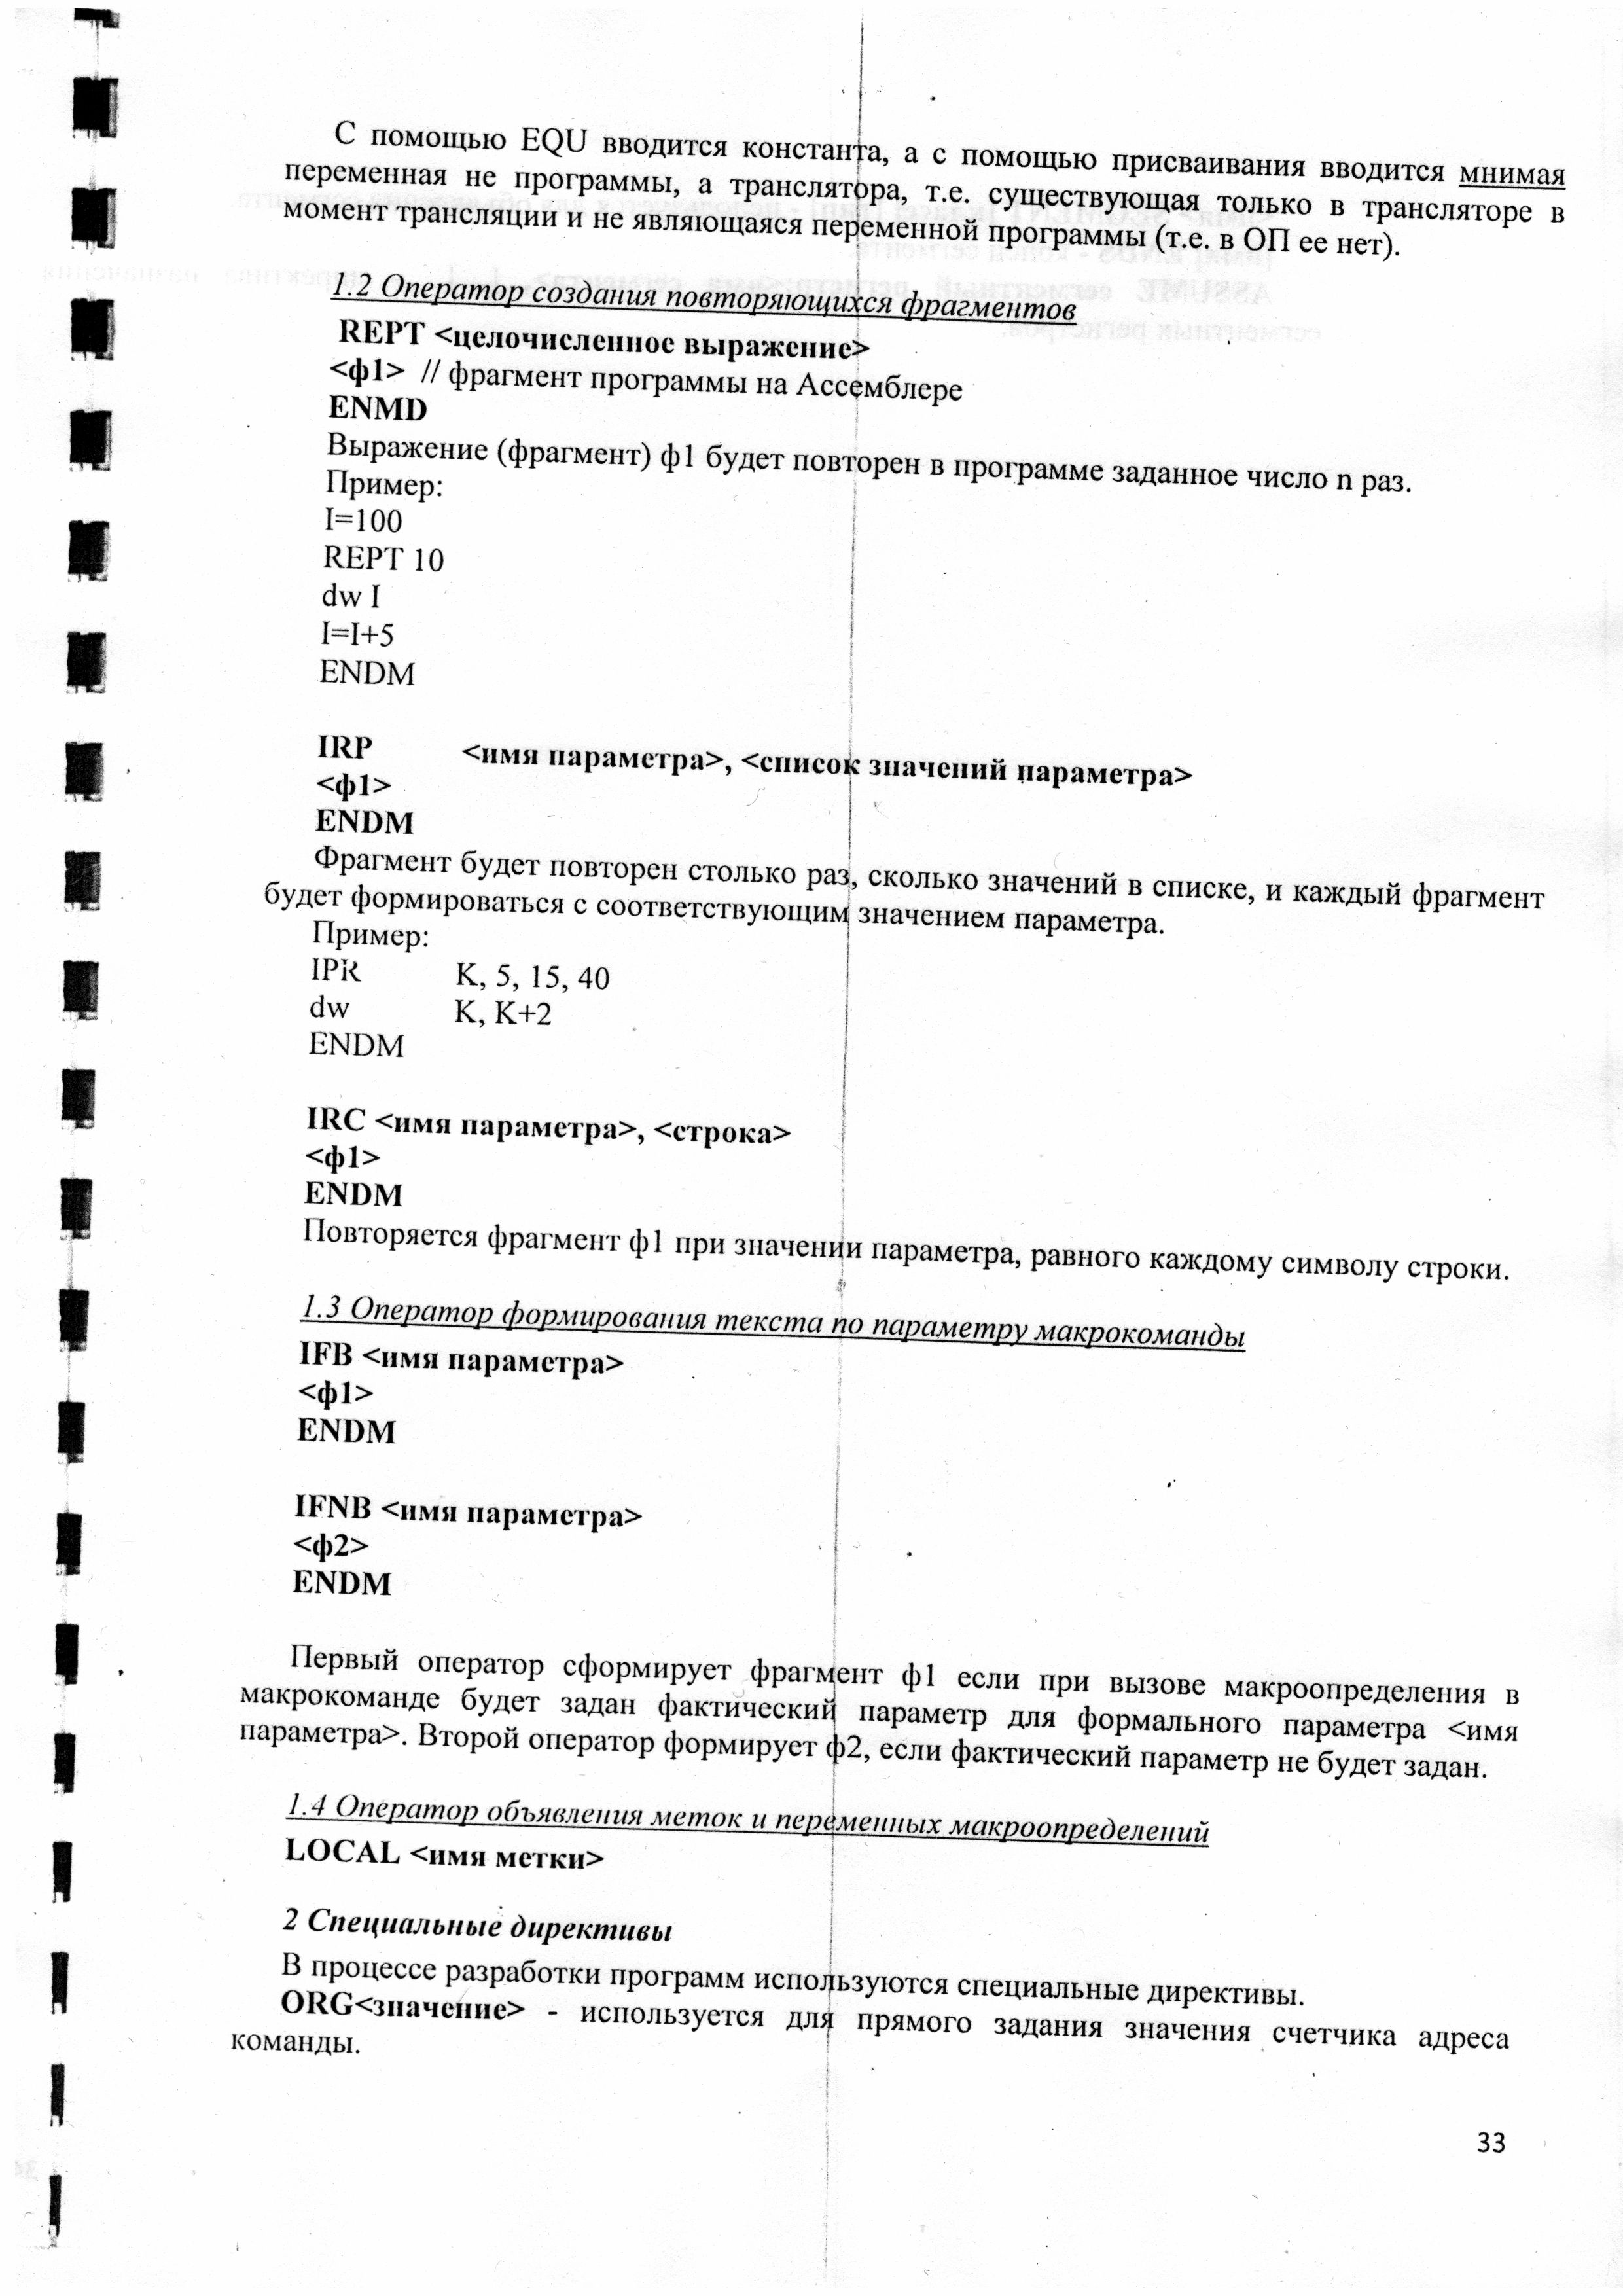 С помощью EQU вводится константа, а с помощью присваивания вводится мнимая
переменная не программы, а транслятора, т.е. существующая только в трансляторе в
момент трансляции и не являющаяся переменной программы (т.е. в ОП ее нет).
1.2 Оператор создания повторяющихся фрагментов
REPT <целочисленное выражение>
<ф1> // фрагмент программы на Ассемблере
ENMD
Выражение (фрагмент) ф1 будет повторен в программе заданное число n раз.
Пример:
I=100
REPT 10
dw I
I=I+5
ENDM
IRP <имя параметра>, <список значений параметра>
<ф1>
ENDM
Фрагмент будет повторен столько раз, сколько значений в списке, и каждый фрагмент
будет формироваться с соответствующим значением параметра.
Пример:
IPR K, 5, 15, 40
dw K, K+2
ENDM
IRC <имя параметра>, <строка>
<ф1>
ENDM
Повторяется фрагмент ф1 при значении параметра, равного каждому символу строки.
1.3 Оператор формирования текста по параметру макрокоманды
IFB <имя параметра>
<ф1>
ENDM
IFNB <имя параметра>
<ф2>
ENDM
Первый оператор сформирует фрагмент ф1 если при вызове макроопределения в
макрокоманде будет задан фактический параметр для формального параметра <имя
параметра>. Второй оператор формирует ф2, если фактический параметр не будет задан.
1.4 Оператор объявления меток и переменных макроопределений
LOCAL <имя метки>
2 Специальные директивы
В процессе разработки программ используются специальные директивы.
ORG<значение> - используется для прямого задания значения счетчика адреса
команды.
33